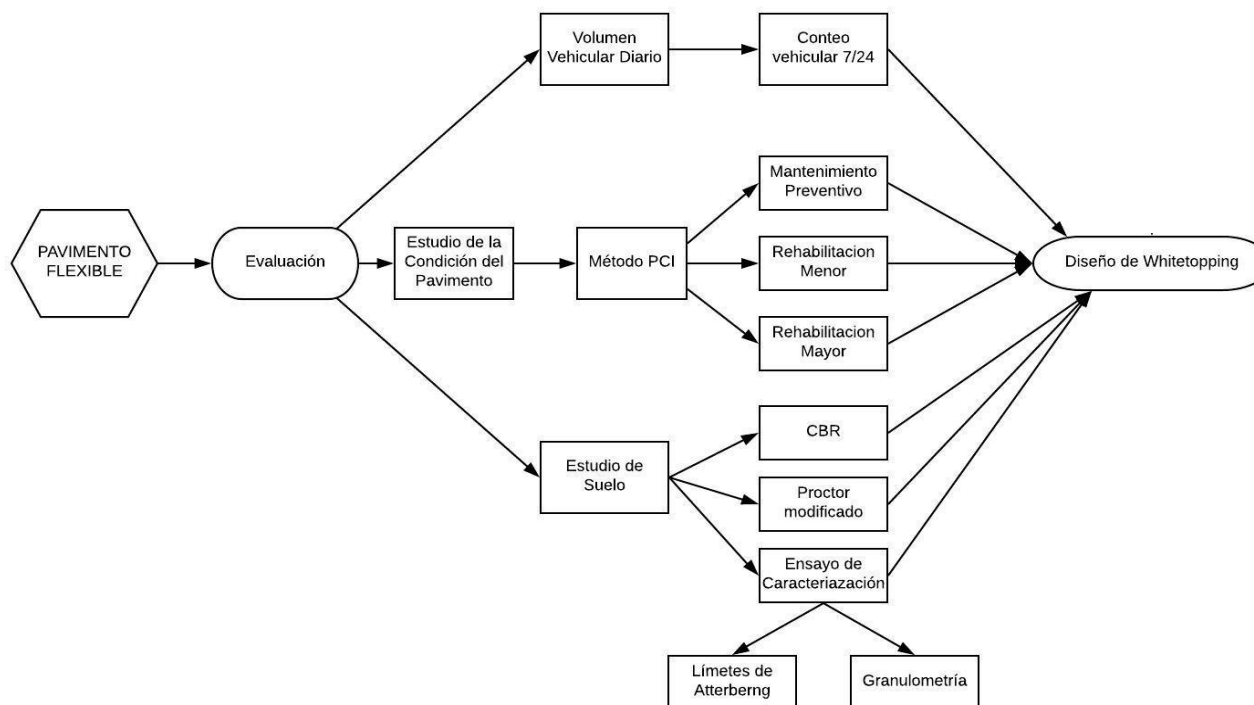 Volumen
Vehicular Diario
Conteo
vehicular 7/24
Mantenimiento
Preventivo
PAVIMENTO
FLEXIBLE
Evaluación
Estudio de la
Condición del
Pavimento
Método PCI
Rehabilitacion
Menor
Diseño de Whitetopping
Rehabilitacion
Mayor
CBR
Estudio de
Suelo
Proctor
modificado
Ensayo de
Caracteriazación
Límetes de
Atterberng
Granulometría